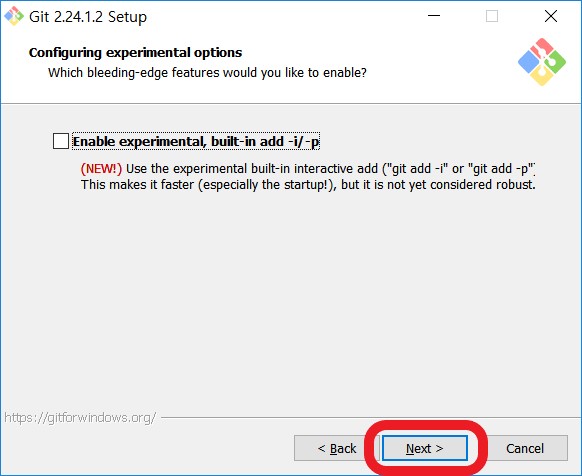 Git 2.24.1.2 Setup
Configuring experimental options
Which bleeding-edge features would you like to enable?
Enable experimental, built-in add -i/-p
(NEW!) Use the experimental built-in interactive add ("git add -i" or "git add -p")
This makes it faster (especially the startup!), but it is not yet considered robust.
https://gitforwindows.org/
< Back
Next >
Cancel